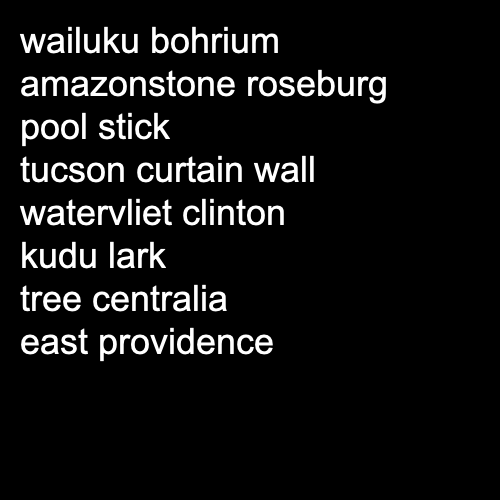 wailuku bohrium
amazonstone roseburg
pool stick
tucson curtain wall
watervliet clinton
kudu lark
tree centralia
east providence